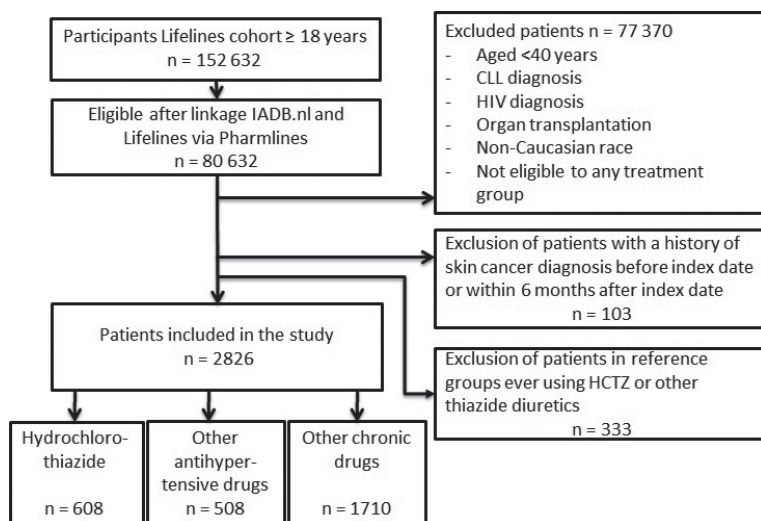 Participants Lifelines cohort ≥ 18 years
n = 152 632
Eligible after linkage IADB.nl and
Lifelines via Pharmlines
n = 80 632
Excluded patients n = 77 370
- Aged <40 years
- CLL diagnosis
- HIV diagnosis
- Organ transplantation
- Non-Caucasian race
- Not eligible to any treatment
group
Exclusion of patients with a history of
skin cancer diagnosis before index date
or within 6 months after index date
n = 103
Patients included in the study
n = 2826
Exclusion of patients in reference
groups ever using HCTZ or other
thiazide diuretics
n = 333
Hydrochloro-
thiazide
n = 608
Other
antihyper-
tensive drugs
n = 508
Other chronic
drugs
n = 1710